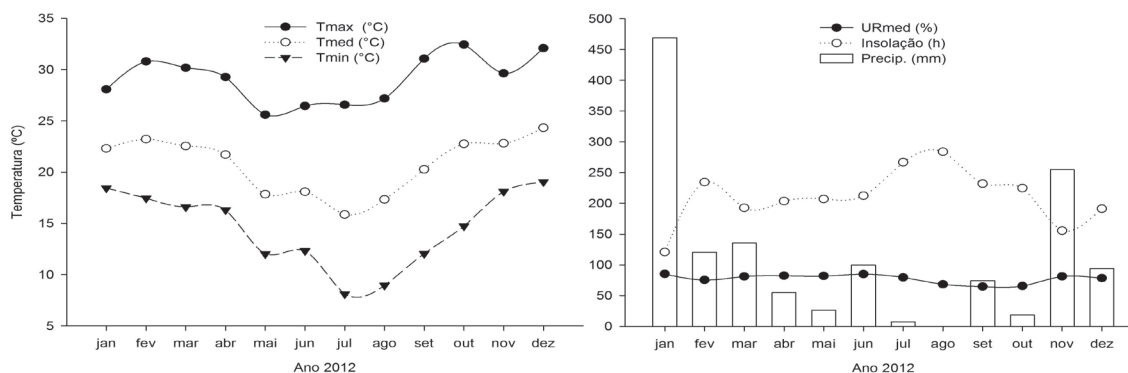 35
30
25
20
15
10
5
Temperatura (ºC)
Tmax (°C)
Tmed (°C)
Tmin (°C)
jan fev mar abr mai jun jul ago set out nov dez
Ano 2012
500
450
400
350
300
250
200
150
100
50
0
URmed (%)
Insolação (h)
Precip. (mm)
jan fev mar abr mai jun jul ago set out nov dez
Ano 2012